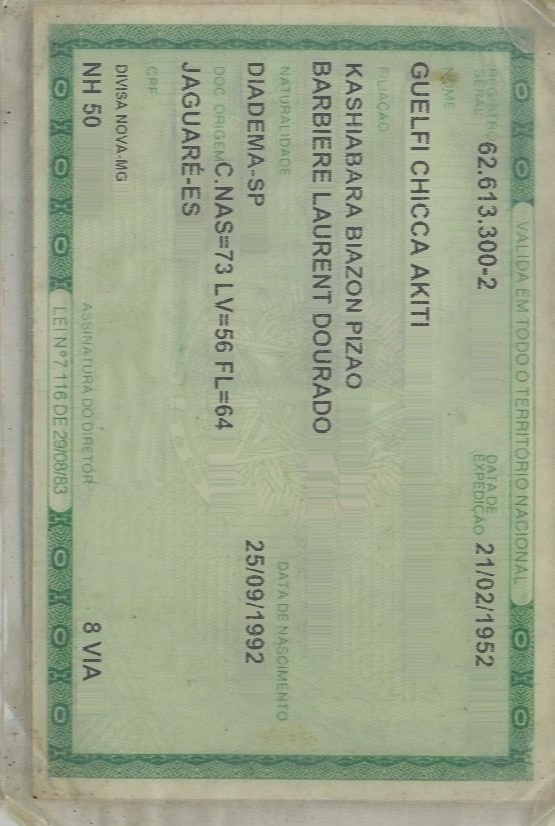 VÁLIDA EM TODO O TERRITÓRIO NACIONAL
REGISTRO GERAL 62.613.300-2 DATA DE EXPEDIÇÃO 21/02/1952
NOME
GUELFI CHICCA AKITI
FILIAÇÃO
KASHIABARA BIAZON PIZAO
BARBIERE LAURENT DOURADO
NATURALIDADE DATA DE NASCIMENTO
DIADEMA-SP 25/09/1992
DOC ORIGEM C.NAS=73 LV=56 FL=64
JAGUARÉ-ES
CPF
DIVISA NOVA-MG
NH 50 ASSINATURA DO DIRETOR 8 VIA
LEI Nº 7.116 DE 29/08/83